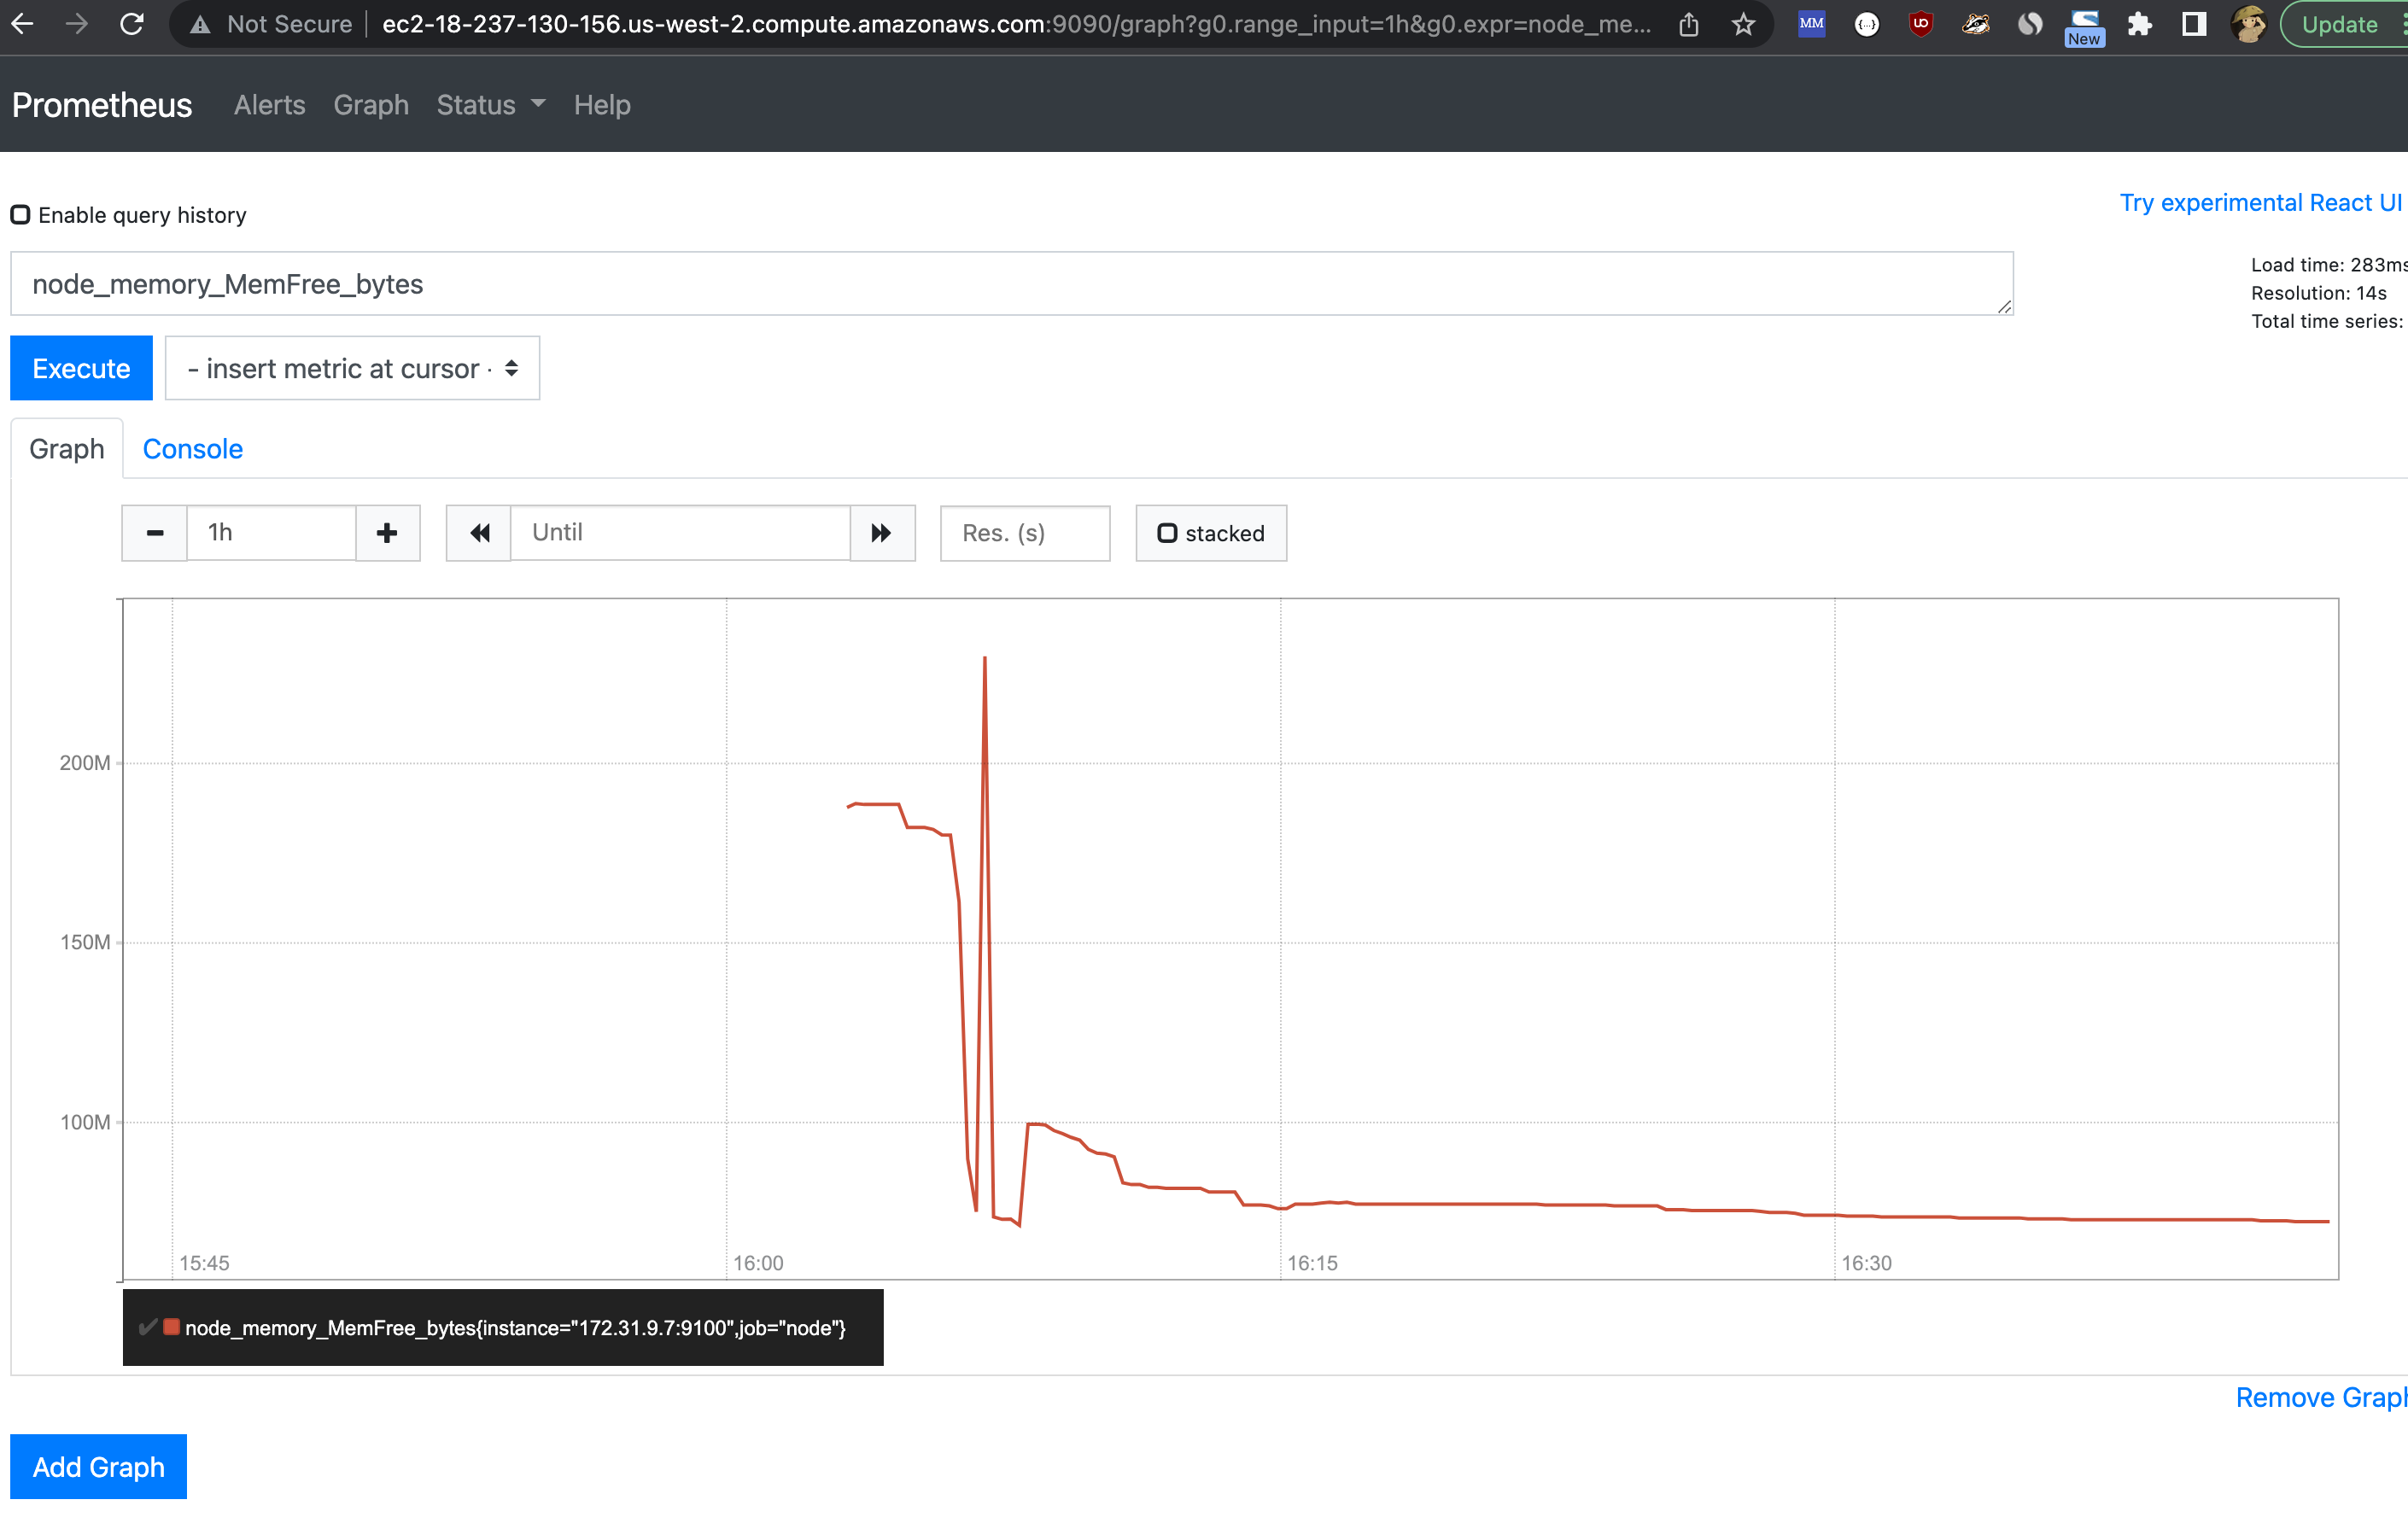 Not Secure ec2-18-237-130-156.us-west-2.compute.amazonaws.com:9090/graph?g0.range_input=1h&g0.expr=node_me... MM {...} UD New Update
Prometheus Alerts Graph Status Help
Try experimental React UI
Enable query history
node_memory_MemFree_bytes
Load time: 283ms
Resolution: 14s
Total time series:
Execute - insert metric at cursor -
Graph Console
1h Until Res. (s) stacked
200M
150M
100M
15:45 16:00 16:15 16:30
node_memory_MemFree_bytes{instance="172.31.9.7:9100",job="node"}
Remove Graph
Add Graph